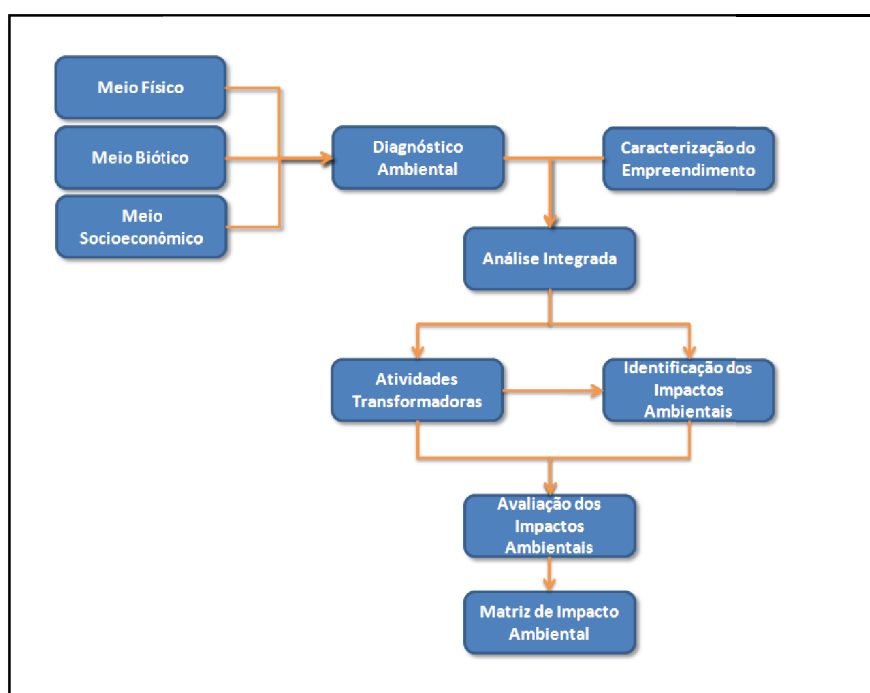 Meio Físico
Meio Biótico
Meio
Socioeconômico
Diagnóstico
Ambiental
Caracterização do
Empreendimento
Análise Integrada
Atividades
Transformadoras
Identificação dos
Impactos
Ambientais
Avaliação dos
Impactos
Ambientais
Matriz de Impacto
Ambiental